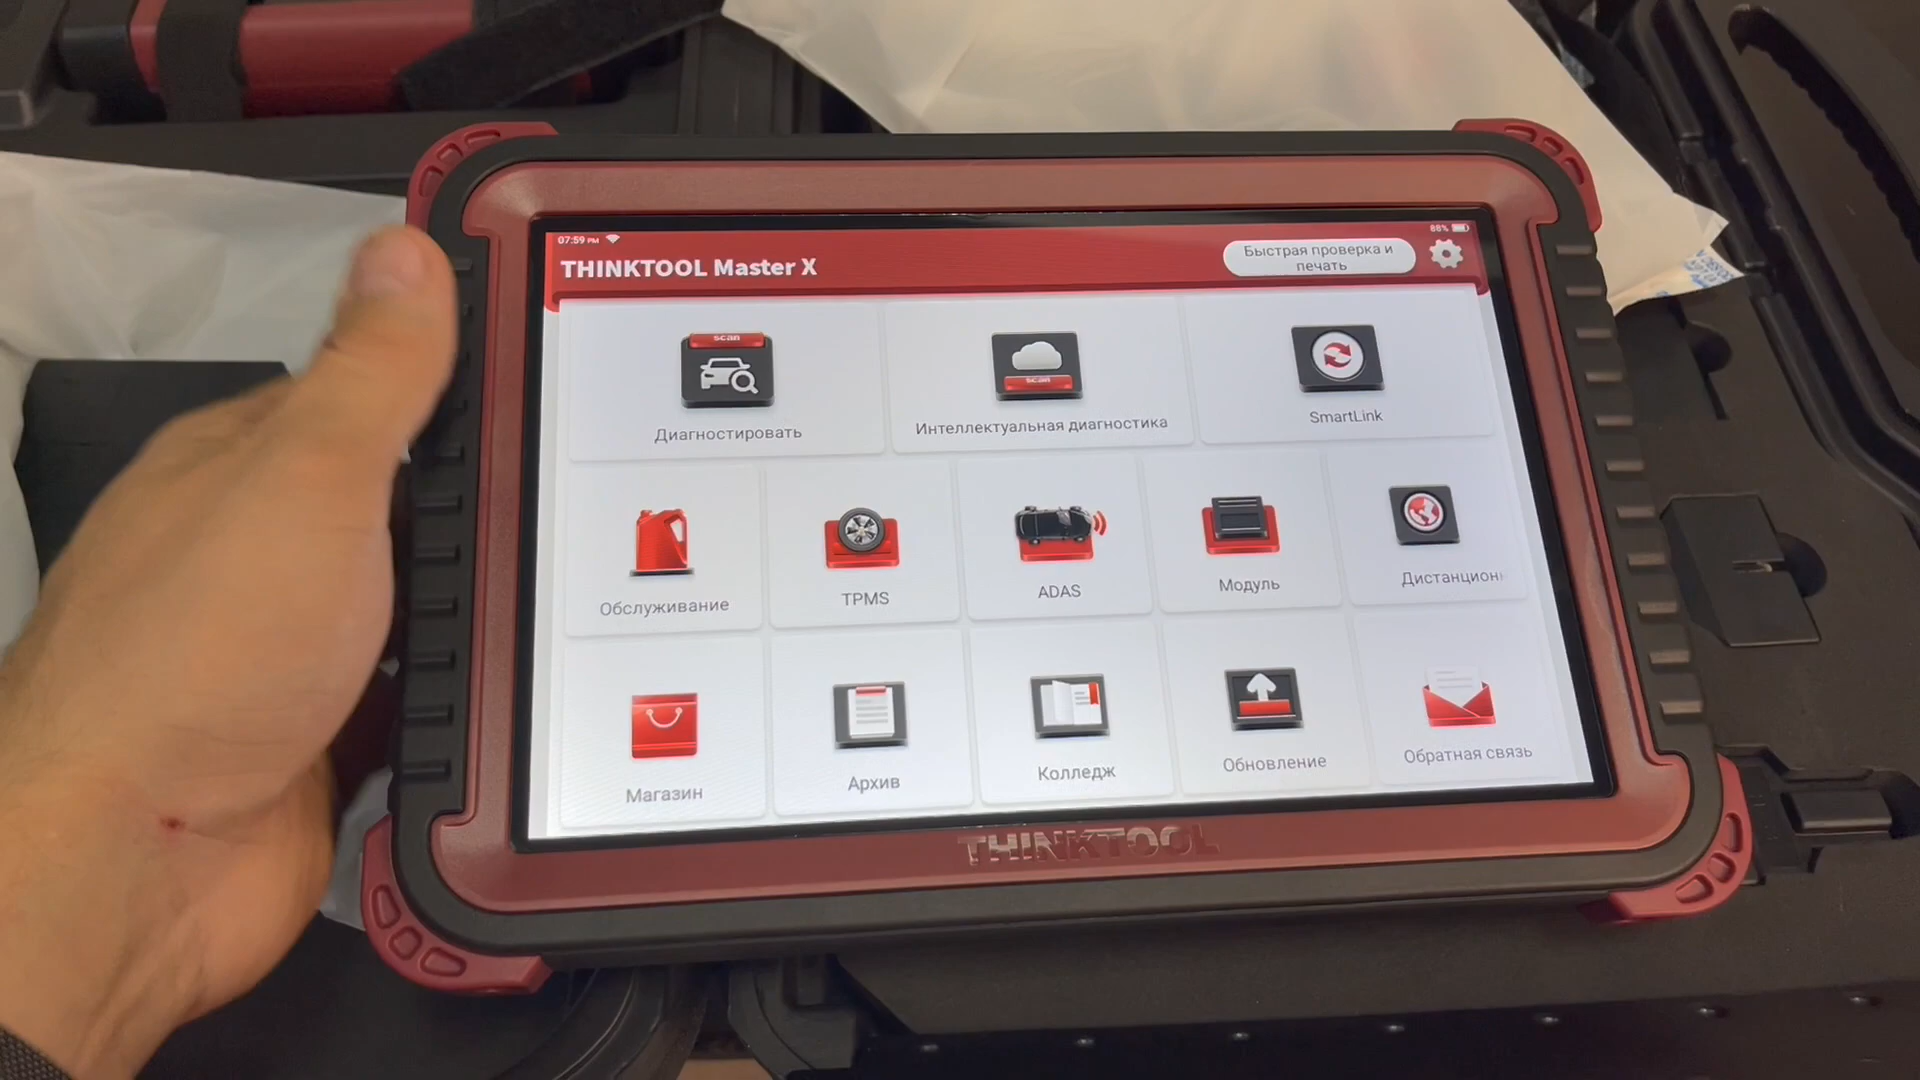 07:59 PM
88%
THINKTOOL Master X
Быстрая проверка и
печать
scan
scan
Диагностировать
Интеллектуальная диагностика
SmartLink
Обслуживание
TPMS
ADAS
Модуль
Дистанцион
Магазин
Архив
Колледж
Обновление
Обратная связь
THINKTOOL